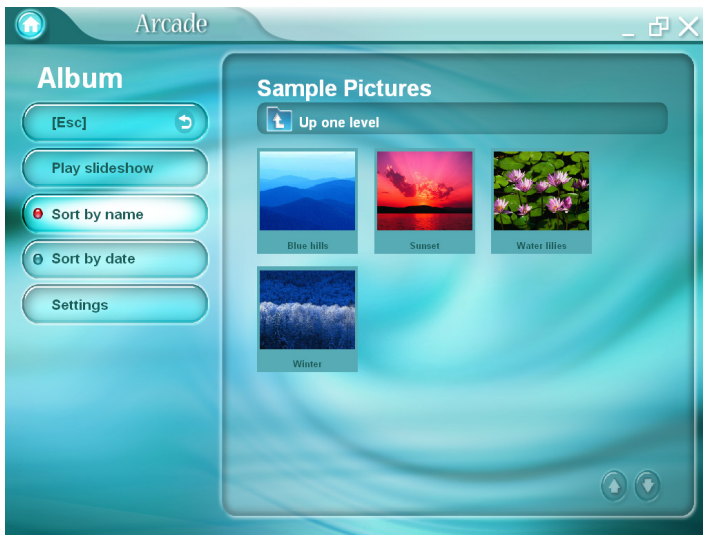 Arcade
Album
[Esc]
Play slideshow
Sort by name
Sort by date
Settings
Sample Pictures
Up one level
Blue hills
Sunset
Water lilies
Winter